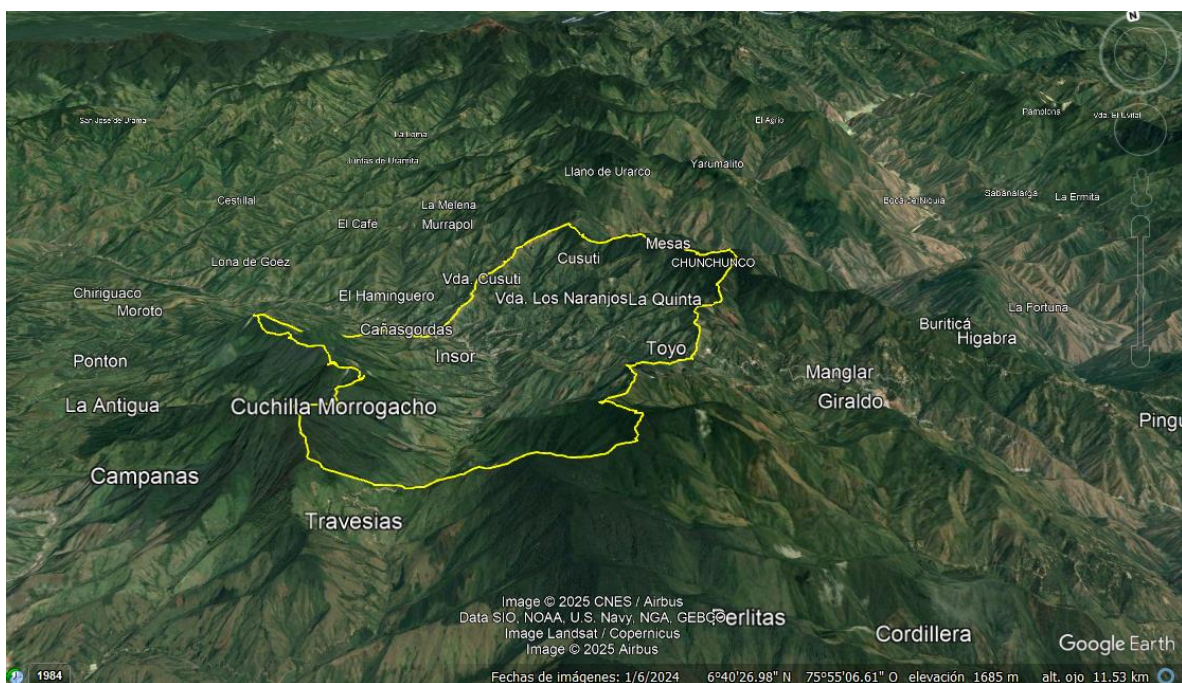 N
San José de Urama
La Loma
El Agrio
Pámotona
Juntas de Uramita
Yarumalito
Llano de Urarco
Cestillal
La Melena
Boca de Niquia
Sabanalarga
La Ermita
El Cafe
Murrapol
Mesas
Lona de Goez
Cusuti
CHUNCHUNCO
Vda. Cusuti
Chiriguaco
El Haminguero
Vda. Los Naranjos
La Quinta
Moroto
La Fortuna
Cañasgordas
Buriticá
Higabra
Insor
Toyo
Ponton
Manglar
La Antigua
Cuchilla Morrogacho
Giraldo
Pingu
Campanas
Travesias
Image © 2025 CNES / Airbus
Data SIO, NOAA, U.S. Navy, NGA, GEBCO
Perlitas
Image Landsat / Copernicus
Cordillera
Image © 2025 Airbus
Google Earth
1984
Fechas de imágenes: 1/6/2024 6°40'26.98" N 75°55'06.61" O elevación 1685 m alt. ojo 11.53 km